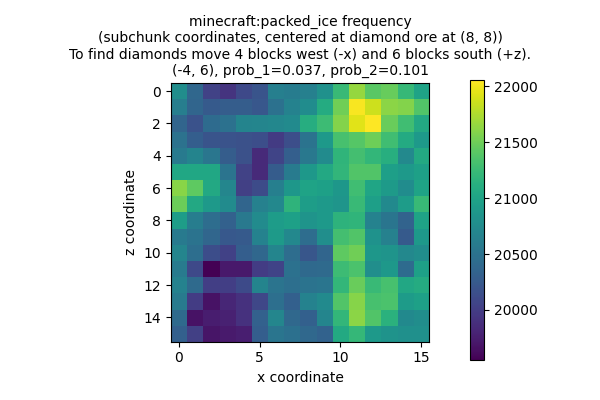 minecraft:packed_ice frequency
(subchunk coordinates, centered at diamond ore at (8, 8))
To find diamonds move 4 blocks west (-x) and 6 blocks south (+z).
(-4, 6), prob_1=0.037, prob_2=0.101
0
2
4
6
8
10
12
14
z coordinate
0
5
10
15
x coordinate
22000
21500
21000
20500
20000